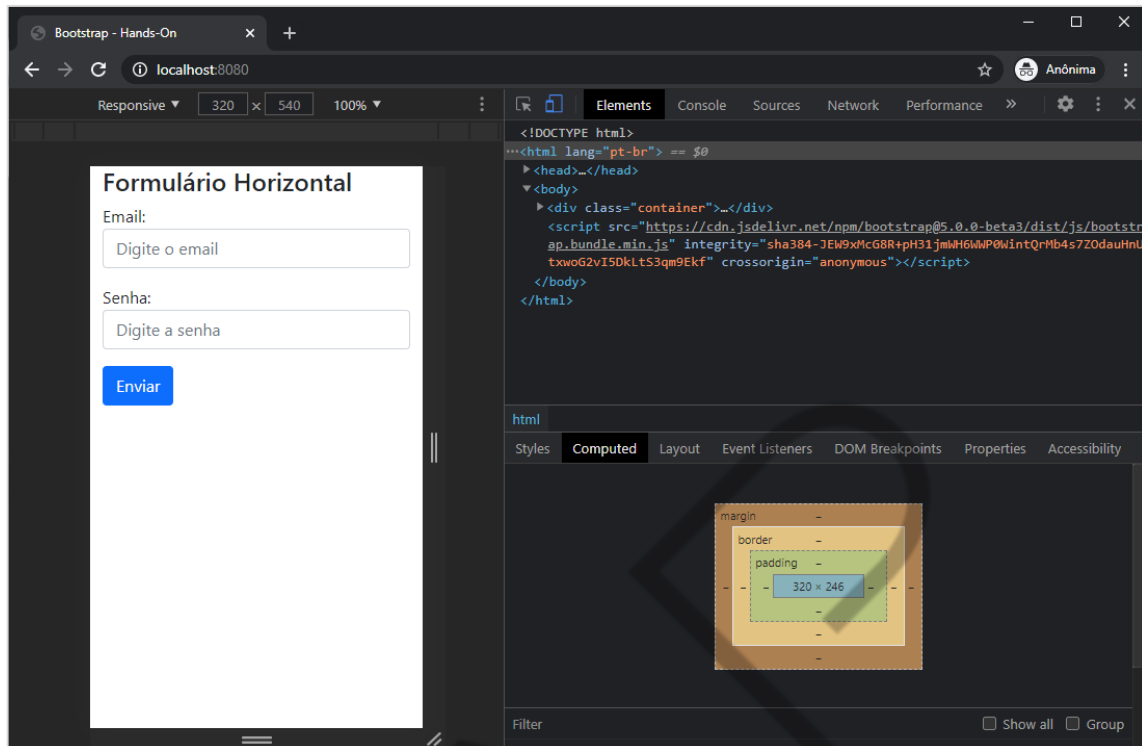 Bootstrap - Hands-On
localhost:8080
Anônima
Responsive
320 × 540
100%
Formulário Horizontal
Email:
Digite o email
Senha:
Digite a senha
Enviar
Elements Console Sources Network Performance »
<!DOCTYPE html>
…<html lang="pt-br"> == $0
<head>…</head>
<body>
<div class="container">…</div>
<script src="https://cdn.jsdelivr.net/npm/bootstrap@5.0.0-beta3/dist/js/bootstr
ap.bundle.min.js" integrity="sha384-JEW9xMcG8R+pH31jmWH6WWP0WintQrMb4s7ZOdauHnU
txwoG2vI5DkLtS3qm9Ekf" crossorigin="anonymous"></script>
</body>
</html>
html
Styles Computed Layout Event Listeners DOM Breakpoints Properties Accessibility
margin –
border –
padding –
– – – 320 × 246 – – –
–
–
–
Filter
Show all Group